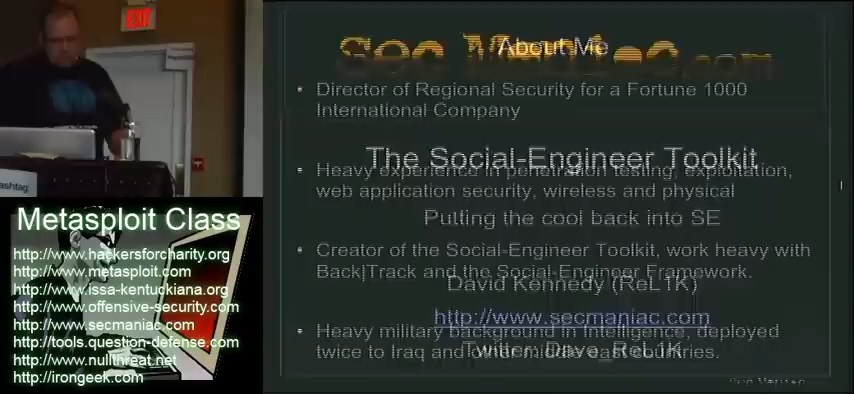 EXIT
ashtag:
Metasploit Class
http://www.hackersforcharity.org
http://www.metasploit.com
http://www.issa-kentuckiana.org
http://www.offensive-security.com
http://www.secmaniac.com
http://tools.question-defense.com
http://www.nullthreat.net
http://irongeek.com
About Me
• Director of Regional Security for a Fortune 1000
International Company
The Social-Engineer Toolkit
• Heavy experience in penetration testing, exploitation,
web application security, wireless and physical
Putting the cool back into SE
• Creator of the Social-Engineer Toolkit, work heavy with
Back|Track and the Social-Engineer Framework.
David Kennedy (ReL1K)
http://www.secmaniac.com
• Heavy military background in Intelligence, deployed
twice to Iraq and other middle east countries.
Twitter: Dave_ReL1K